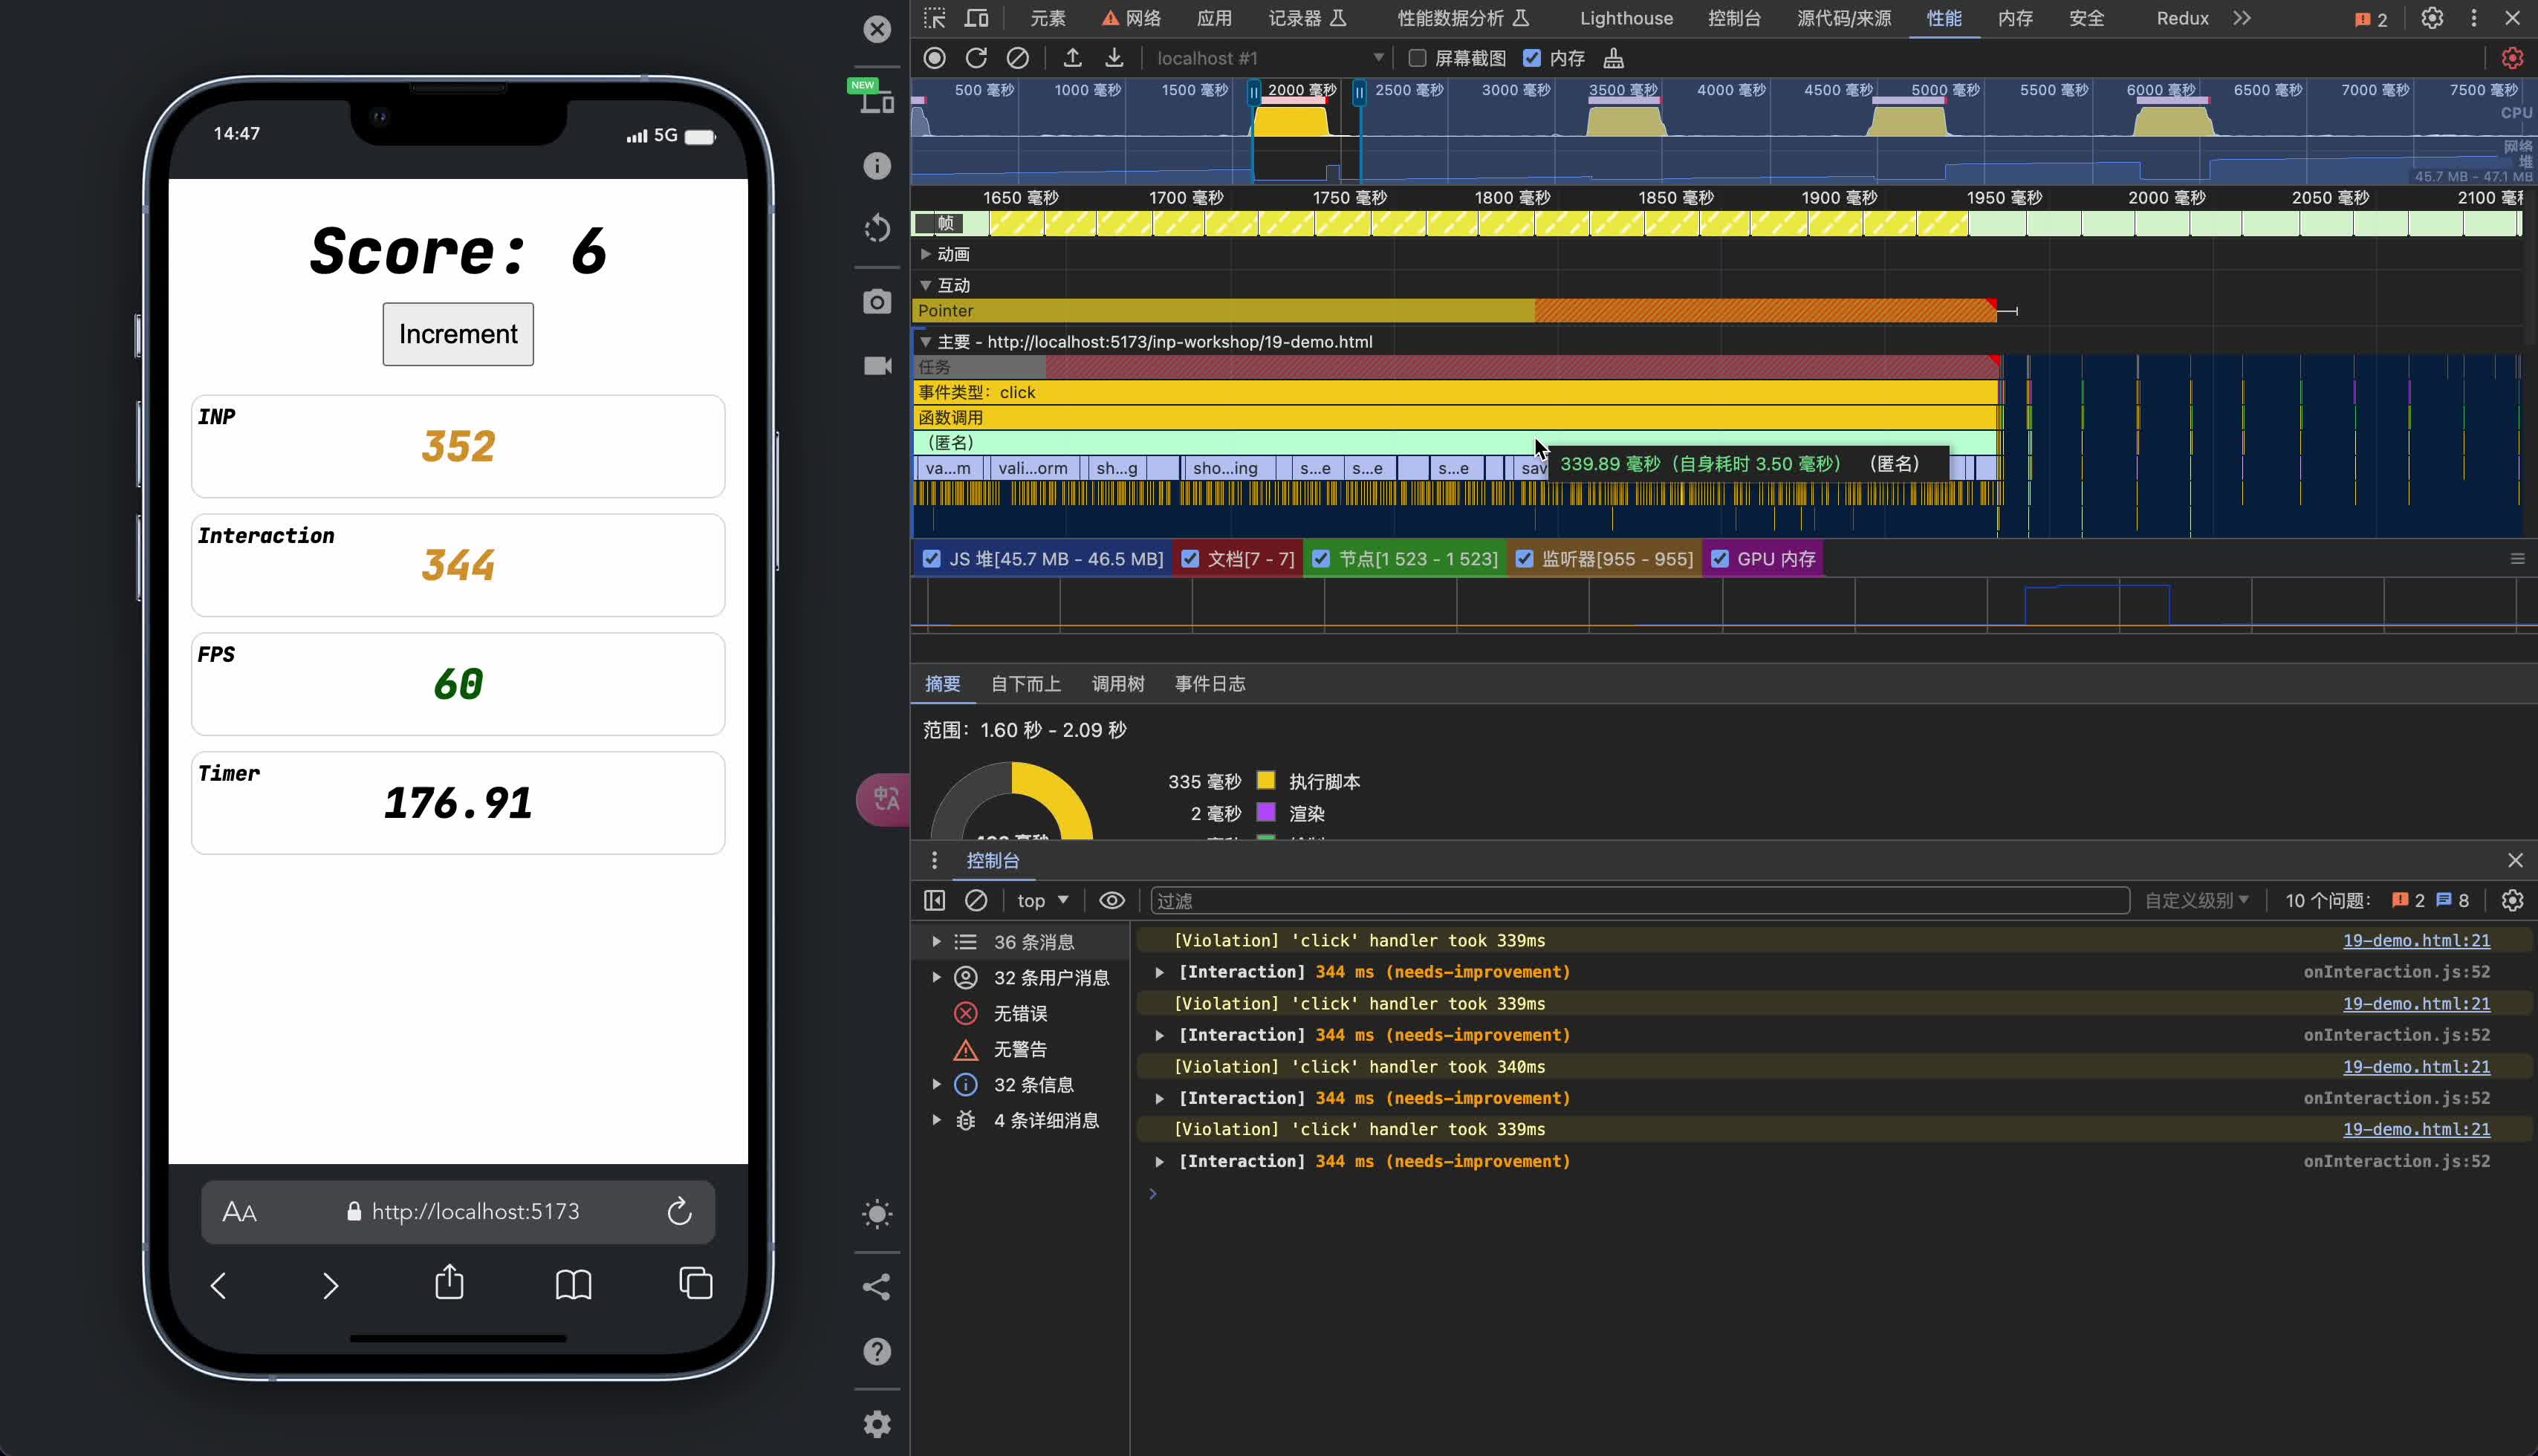 14:47
5G
Score: 6
Increment
INP
352
Interaction
344
FPS
60
Timer
176.91
AA http://localhost:5173
NEW
中A
元素 网络 应用 记录器 性能数据分析 Lighthouse 控制台 源代码/来源 性能 内存 安全 Redux 2
localhost #1 屏幕截图 内存
500 毫秒 1000 毫秒 1500 毫秒 2000 毫秒 2500 毫秒 3000 毫秒 3500 毫秒 4000 毫秒 4500 毫秒 5000 毫秒 5500 毫秒 6000 毫秒 6500 毫秒 7000 毫秒 7500 毫秒
CPU
网络
堆
45.7 MB – 47.1 MB
1650 毫秒 1700 毫秒 1750 毫秒 1800 毫秒 1850 毫秒 1900 毫秒 1950 毫秒 2000 毫秒 2050 毫秒 2100
帧
动画
互动
Pointer
主要 – http://localhost:5173/inp-workshop/19-demo.html
任务
事件类型：click
函数调用
（匿名）
va…m vali…orm sh…g sho…ing s…e s…e s…e sav
339.89 毫秒（自身耗时 3.50 毫秒） （匿名）
JS 堆[45.7 MB – 46.5 MB] 文档[7 – 7] 节点[1 523 – 1 523] 监听器[955 – 955] GPU 内存
摘要 自下而上 调用树 事件日志
范围：1.60 秒 – 2.09 秒
335 毫秒 执行脚本
2 毫秒 渲染
控制台
top 过滤 自定义级别 10 个问题： 2 8
36 条消息
32 条用户消息
无错误
无警告
32 条信息
4 条详细消息
[Violation] 'click' handler took 339ms 19-demo.html:21
[Interaction] 344 ms (needs-improvement) onInteraction.js:52
[Violation] 'click' handler took 339ms 19-demo.html:21
[Interaction] 344 ms (needs-improvement) onInteraction.js:52
[Violation] 'click' handler took 340ms 19-demo.html:21
[Interaction] 344 ms (needs-improvement) onInteraction.js:52
[Violation] 'click' handler took 339ms 19-demo.html:21
[Interaction] 344 ms (needs-improvement) onInteraction.js:52